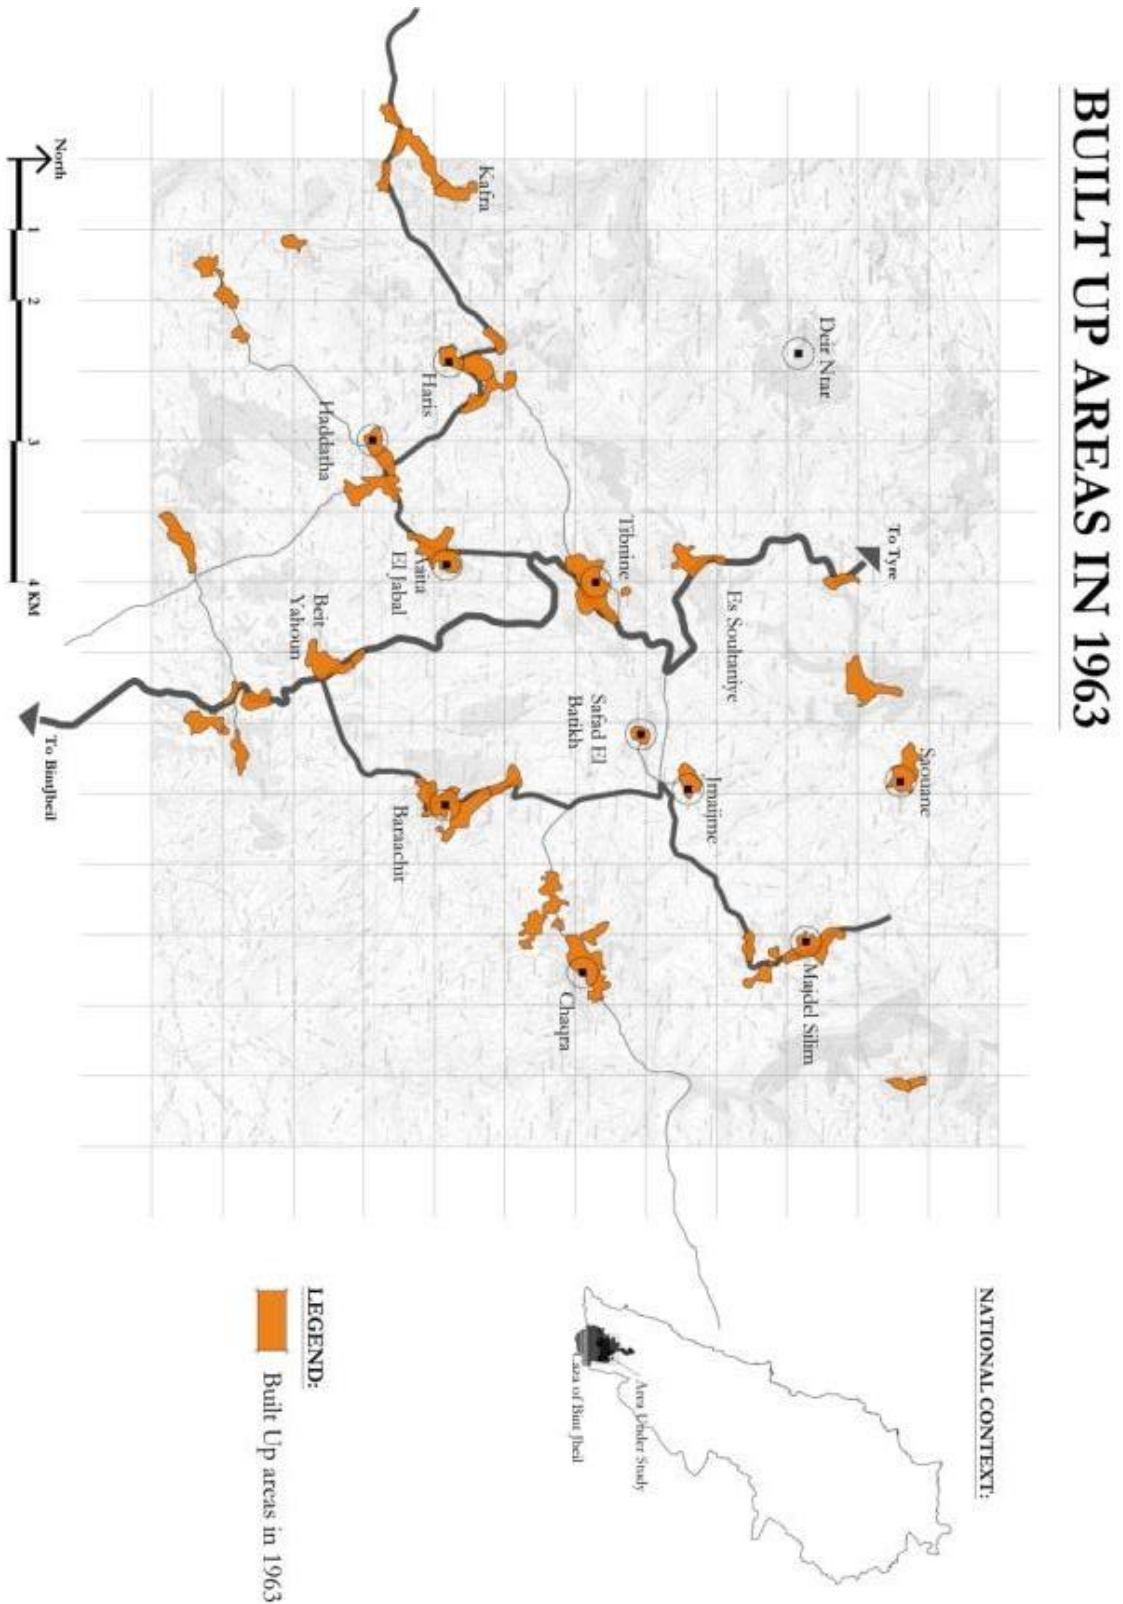 BUILT UP AREAS IN 1963
To Tyre
Deir Ntar
Saouane
Es Soultaniye
Jmaijme
Majdel Silim
Tibnine
Safad El
Batikh
Chaqra
Kafra
Haris
Aaita
El Jabal
Baraachit
Haddatha
Beit
Yahoun
To BintJbeil
North
1
2
3
4 KM
NATIONAL CONTEXT:
Area Under Study
Caza of Bint Jbeil
LEGEND:
Built Up areas in 1963